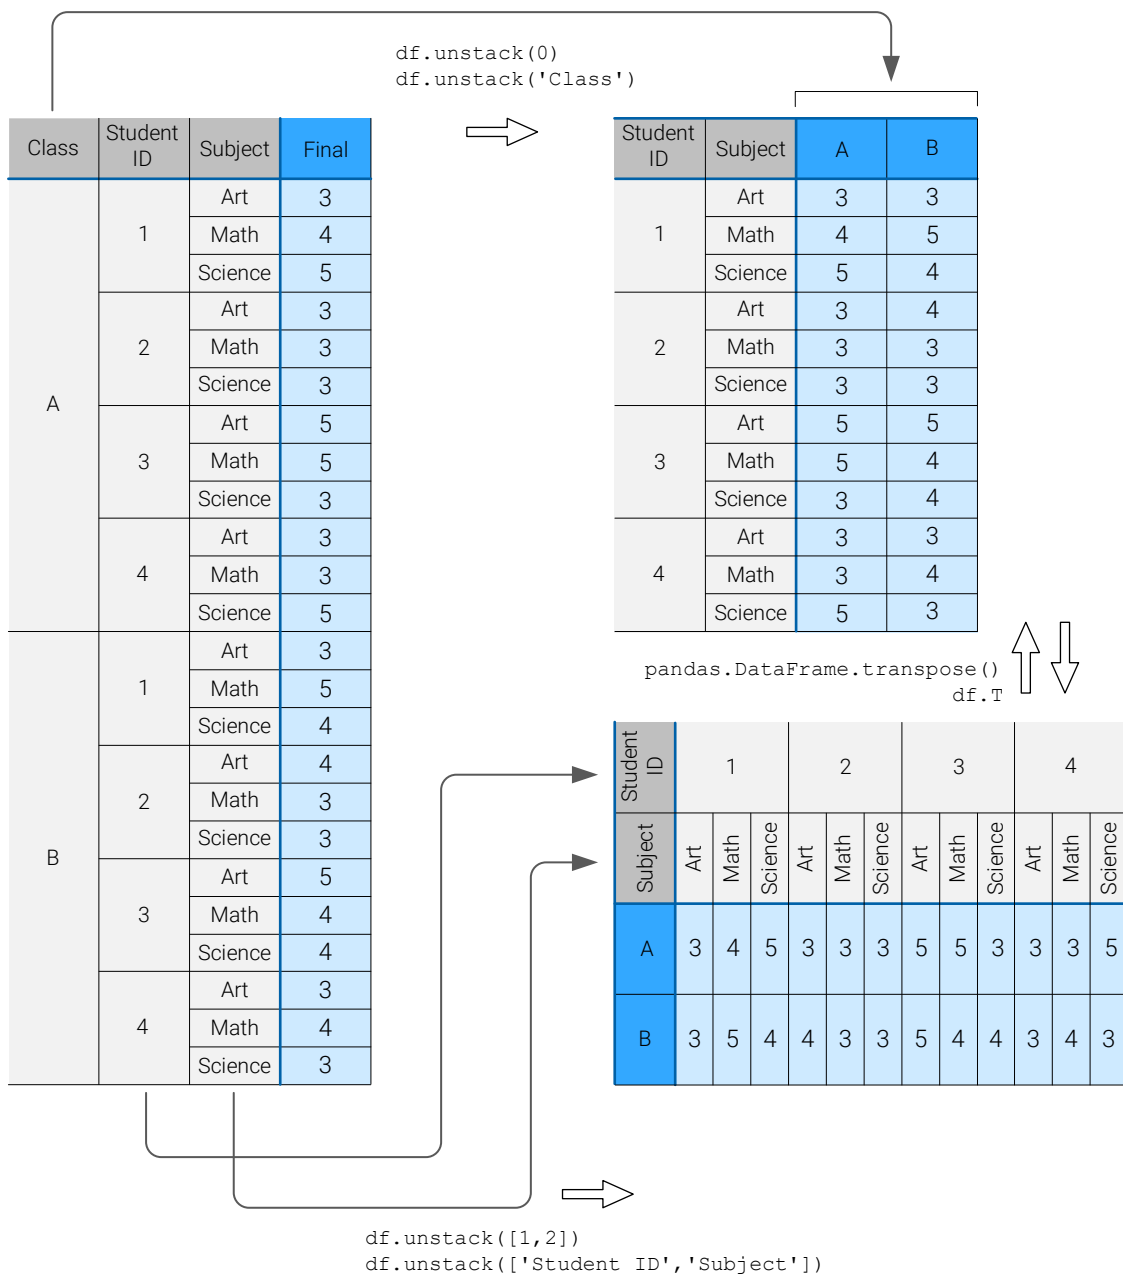 df.unstack(0)
df.unstack('Class')
Class Student ID Subject Final
A 1 Art 3
Math 4
Science 5
2 Art 3
Math 3
Science 3
3 Art 5
Math 5
Science 3
4 Art 3
Math 3
Science 5
B 1 Art 3
Math 5
Science 4
2 Art 4
Math 3
Science 3
3 Art 5
Math 4
Science 4
4 Art 3
Math 4
Science 3
Student ID Subject A B
1 Art 3 3
Math 4 5
Science 5 4
2 Art 3 4
Math 3 3
Science 3 3
3 Art 5 5
Math 5 4
Science 3 4
4 Art 3 3
Math 3 4
Science 5 3
pandas.DataFrame.transpose()
df.T
Student ID 1 2 3 4
Subject Art Math Science Art Math Science Art Math Science Art Math Science
A 3 4 5 3 3 3 5 5 3 3 3 5
B 3 5 4 4 3 3 5 4 4 3 4 3
df.unstack([1,2])
df.unstack(['Student ID','Subject'])